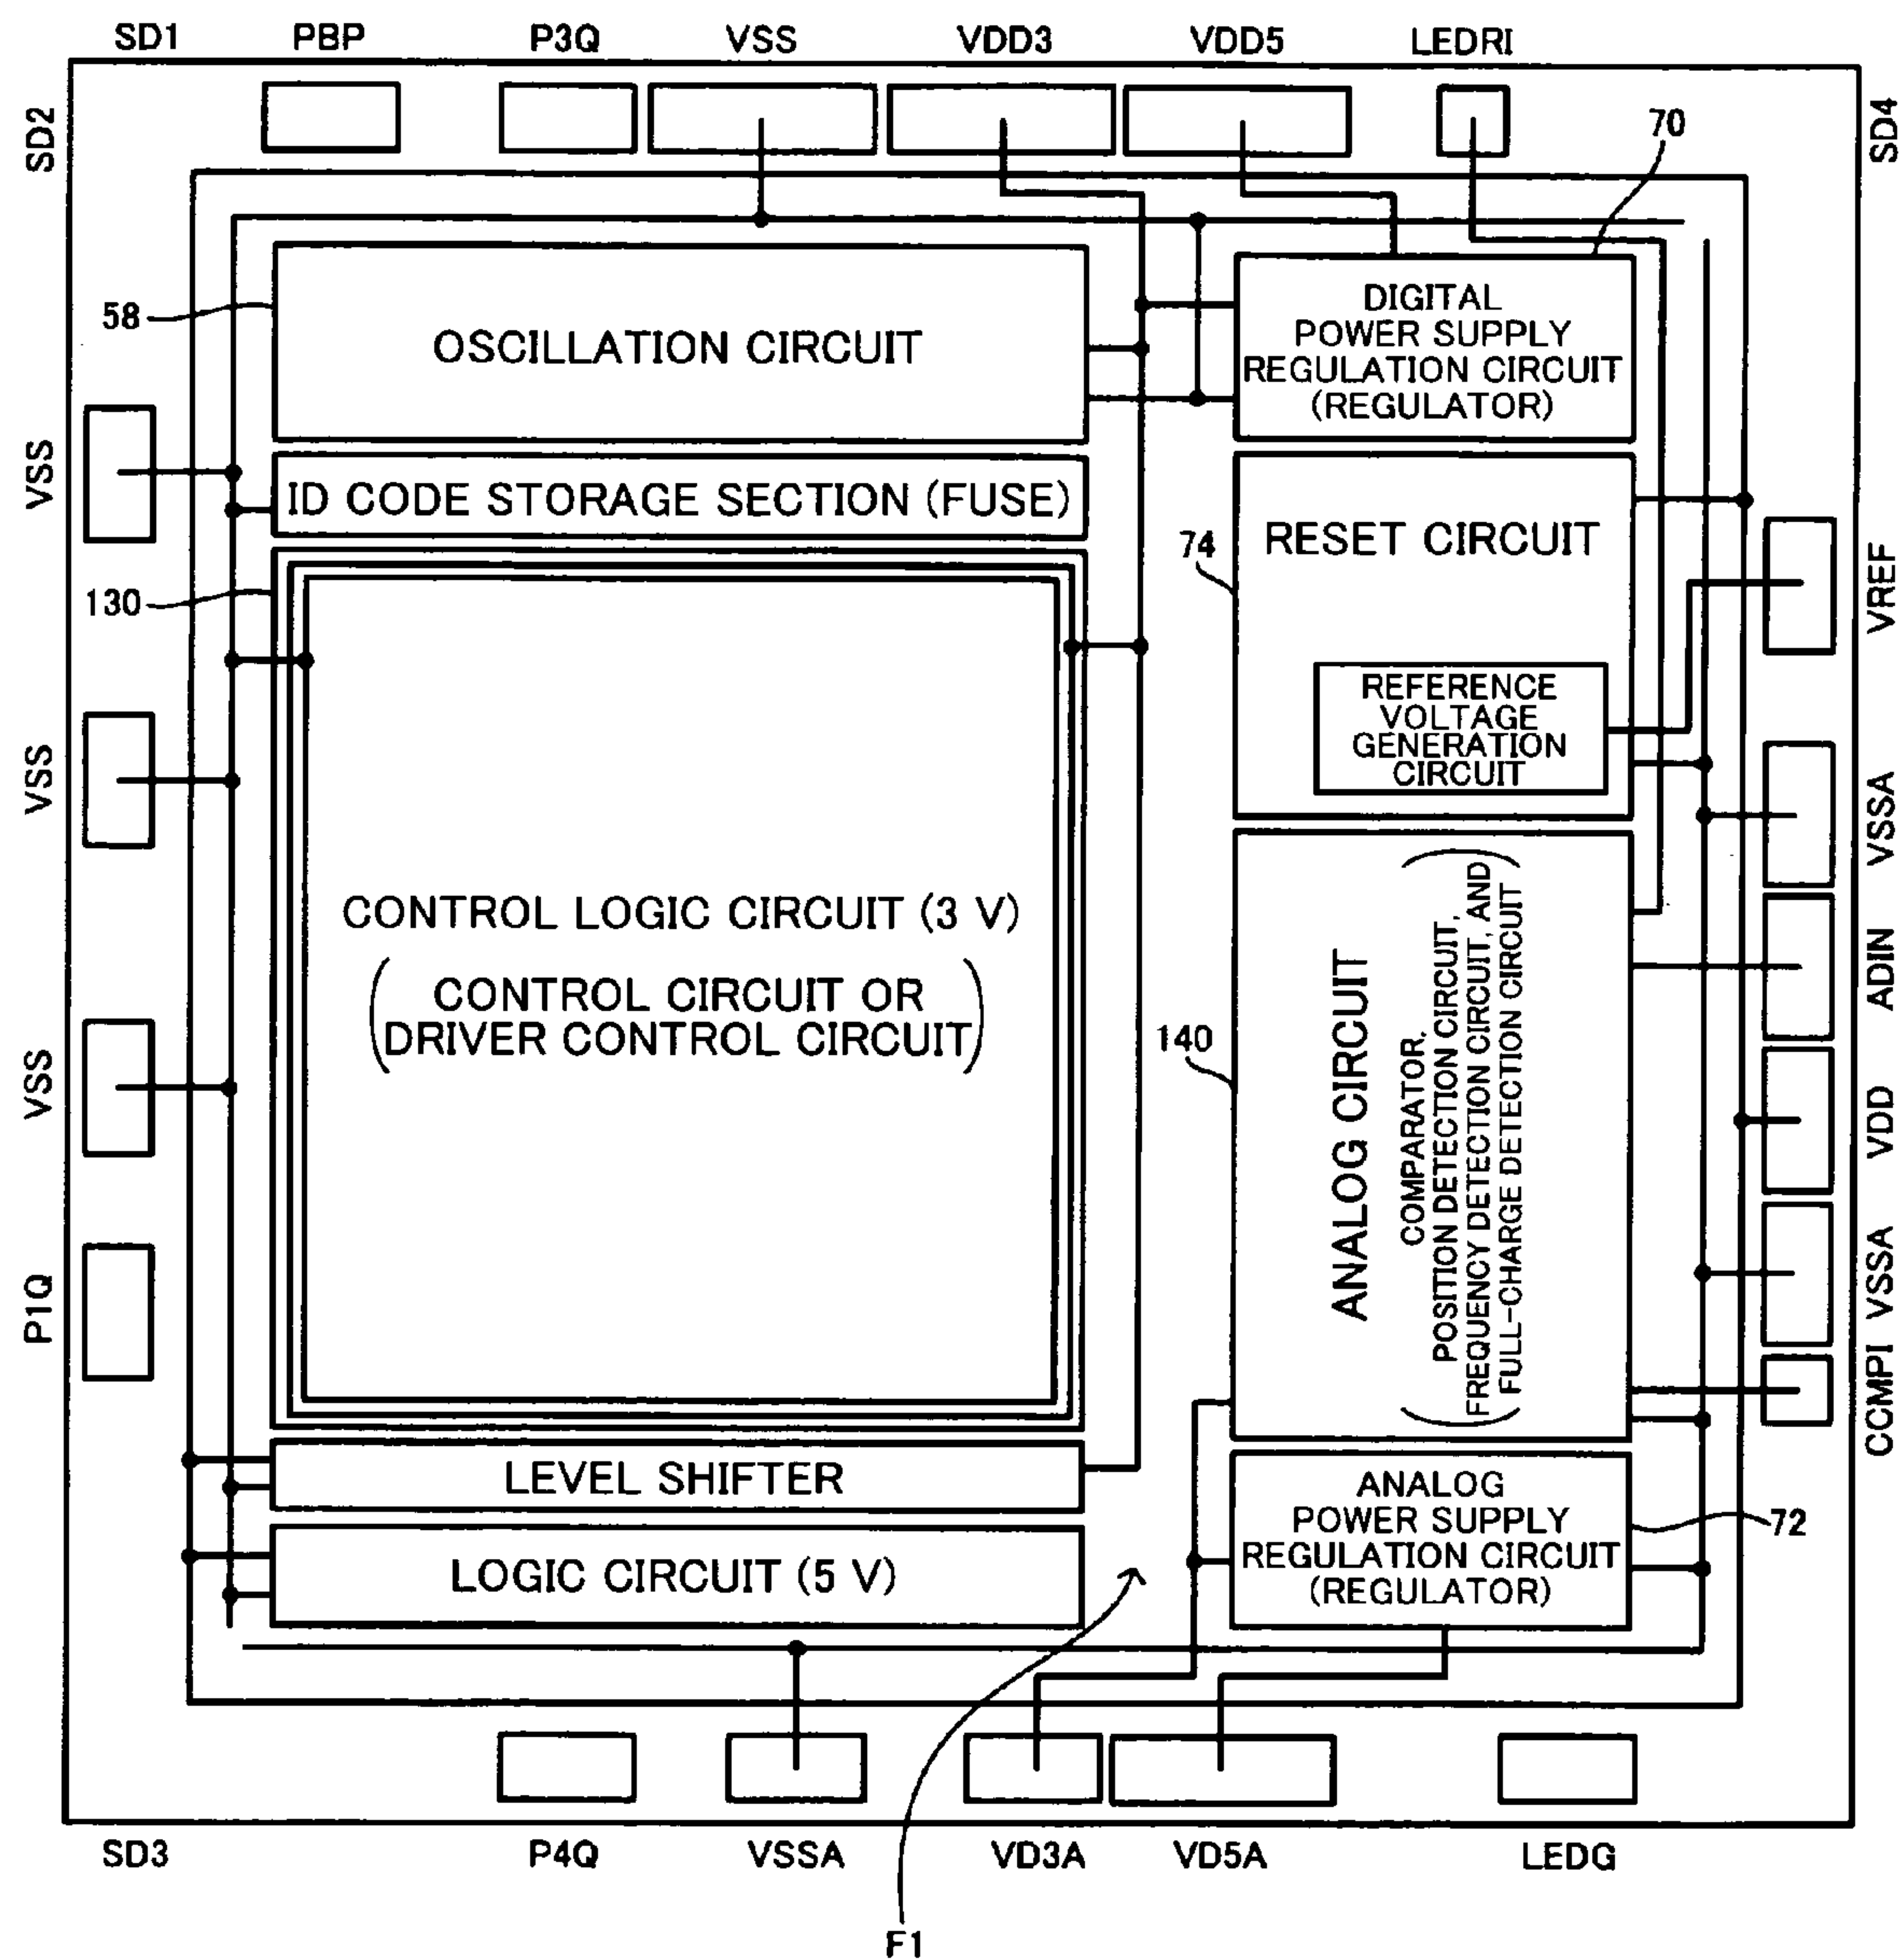 SD1
PBP
P3Q
VSS
VDD3
VDD5
LEDRI
SD2
SD4
70
58
OSCILLATION CIRCUIT
DIGITAL
POWER SUPPLY
REGULATION CIRCUIT
(REGULATOR)
VSS
ID CODE STORAGE SECTION (FUSE)
74
RESET CIRCUIT
130
VREF
REFERENCE
VOLTAGE
GENERATION
CIRCUIT
VSS
VSSA
CONTROL LOGIC CIRCUIT (3 V)
(CONTROL CIRCUIT OR
DRIVER CONTROL CIRCUIT)
ADIN
140
ANALOG CIRCUIT
(COMPARATOR,
POSITION DETECTION CIRCUIT,
FREQUENCY DETECTION CIRCUIT, AND
FULL-CHARGE DETECTION CIRCUIT)
VSS
VDD
P1Q
VSSA
CCMPI
LEVEL SHIFTER
ANALOG
POWER SUPPLY
REGULATION CIRCUIT
(REGULATOR)
72
LOGIC CIRCUIT (5 V)
SD3
P4Q
VSSA
VD3A
VD5A
LEDG
F1